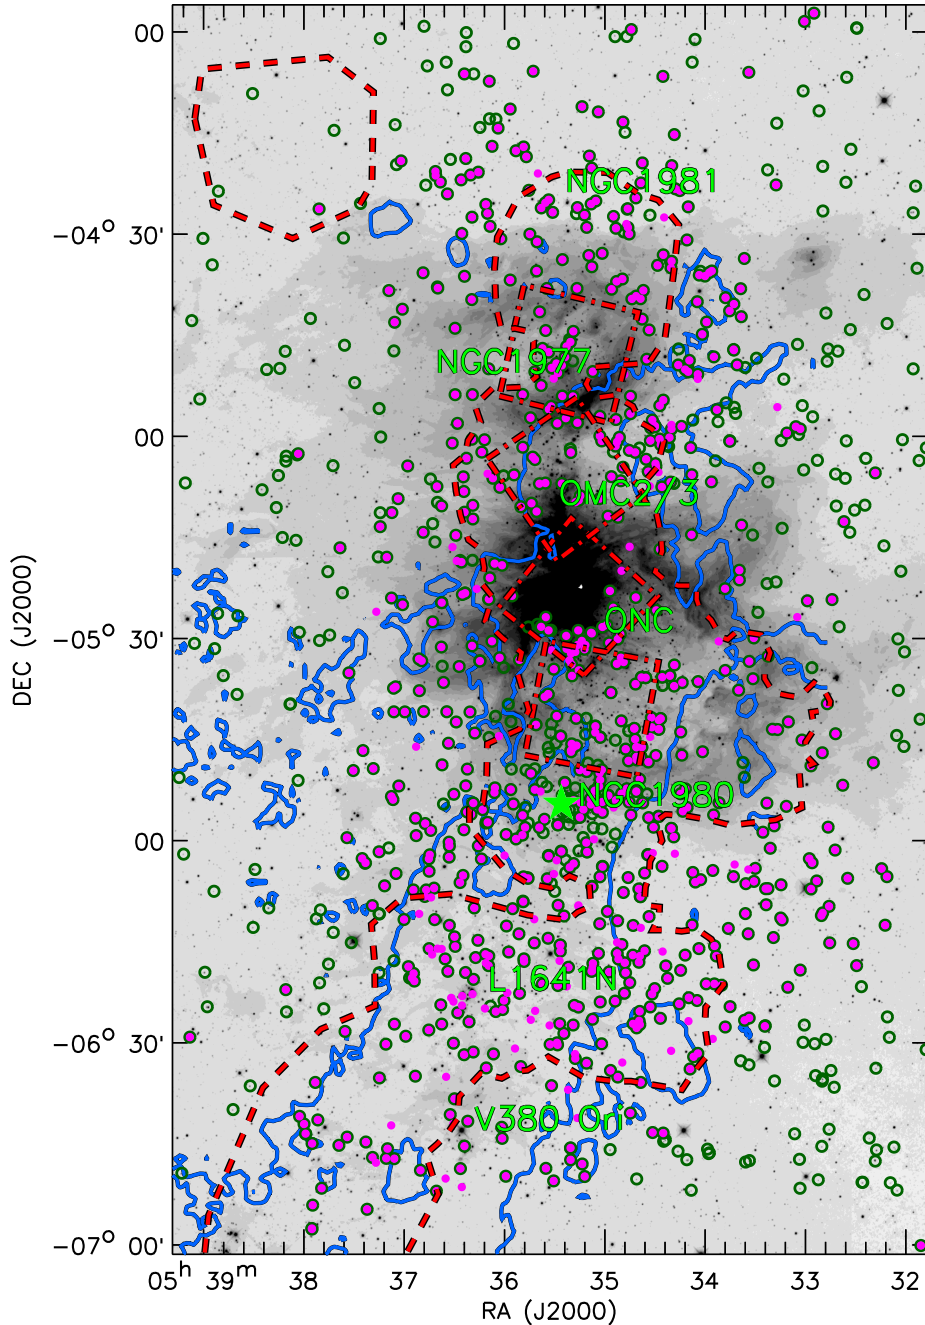 00
−04° 30'
00
−05° 30'
00
−06° 30'
−07° 00'
DEC (J2000)
NGC1981
NGC1977
OMC2/3
ONC
NGC1980
L1641N
V380 Ori
05h 39m 38 37 36 35 34 33 32
RA (J2000)